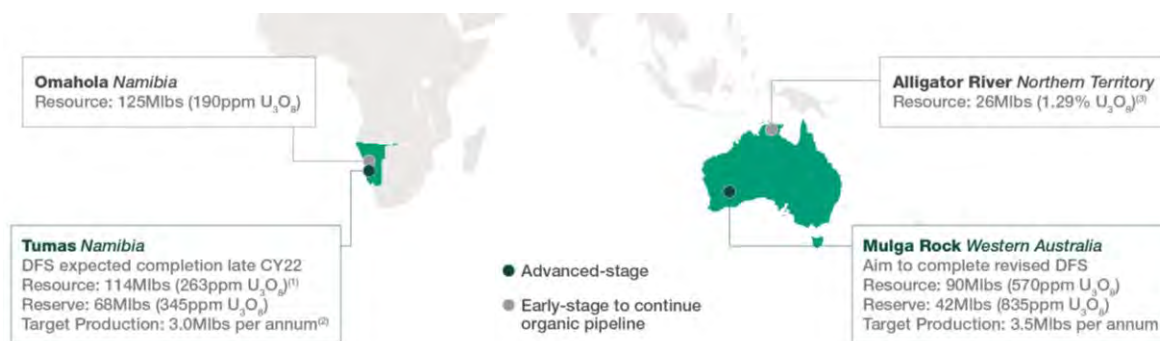 Omahola Namibia
Resource: 125Mlbs (190ppm U₃O₈)
Tumas Namibia
DFS expected completion late CY22
Resource: 114Mlbs (263ppm U₃O₈)⁽¹⁾
Reserve: 68Mlbs (345ppm U₃O₈)
Target Production: 3.0Mlbs per annum⁽²⁾
Advanced-stage
Early-stage to continue
organic pipeline
Alligator River Northern Territory
Resource: 26Mlbs (1.29% U₃O₈)⁽³⁾
Mulga Rock Western Australia
Aim to complete revised DFS
Resource: 90Mlbs (570ppm U₃O₈)
Reserve: 42Mlbs (835ppm U₃O₈)
Target Production: 3.5Mlbs per annum